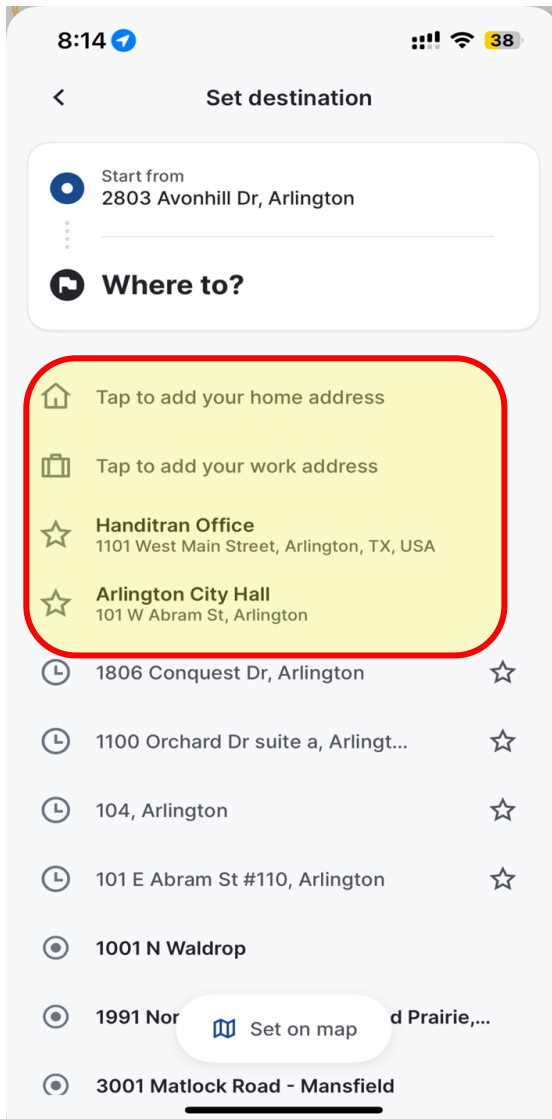 8:14
38
Set destination
Start from
2803 Avonhill Dr, Arlington
Where to?
Tap to add your home address
Tap to add your work address
Handitran Office
1101 West Main Street, Arlington, TX, USA
Arlington City Hall
101 W Abram St, Arlington
1806 Conquest Dr, Arlington
1100 Orchard Dr suite a, Arlingt...
104, Arlington
101 E Abram St #110, Arlington
1001 N Waldrop
1991 Nor d Prairie,...
Set on map
3001 Matlock Road - Mansfield